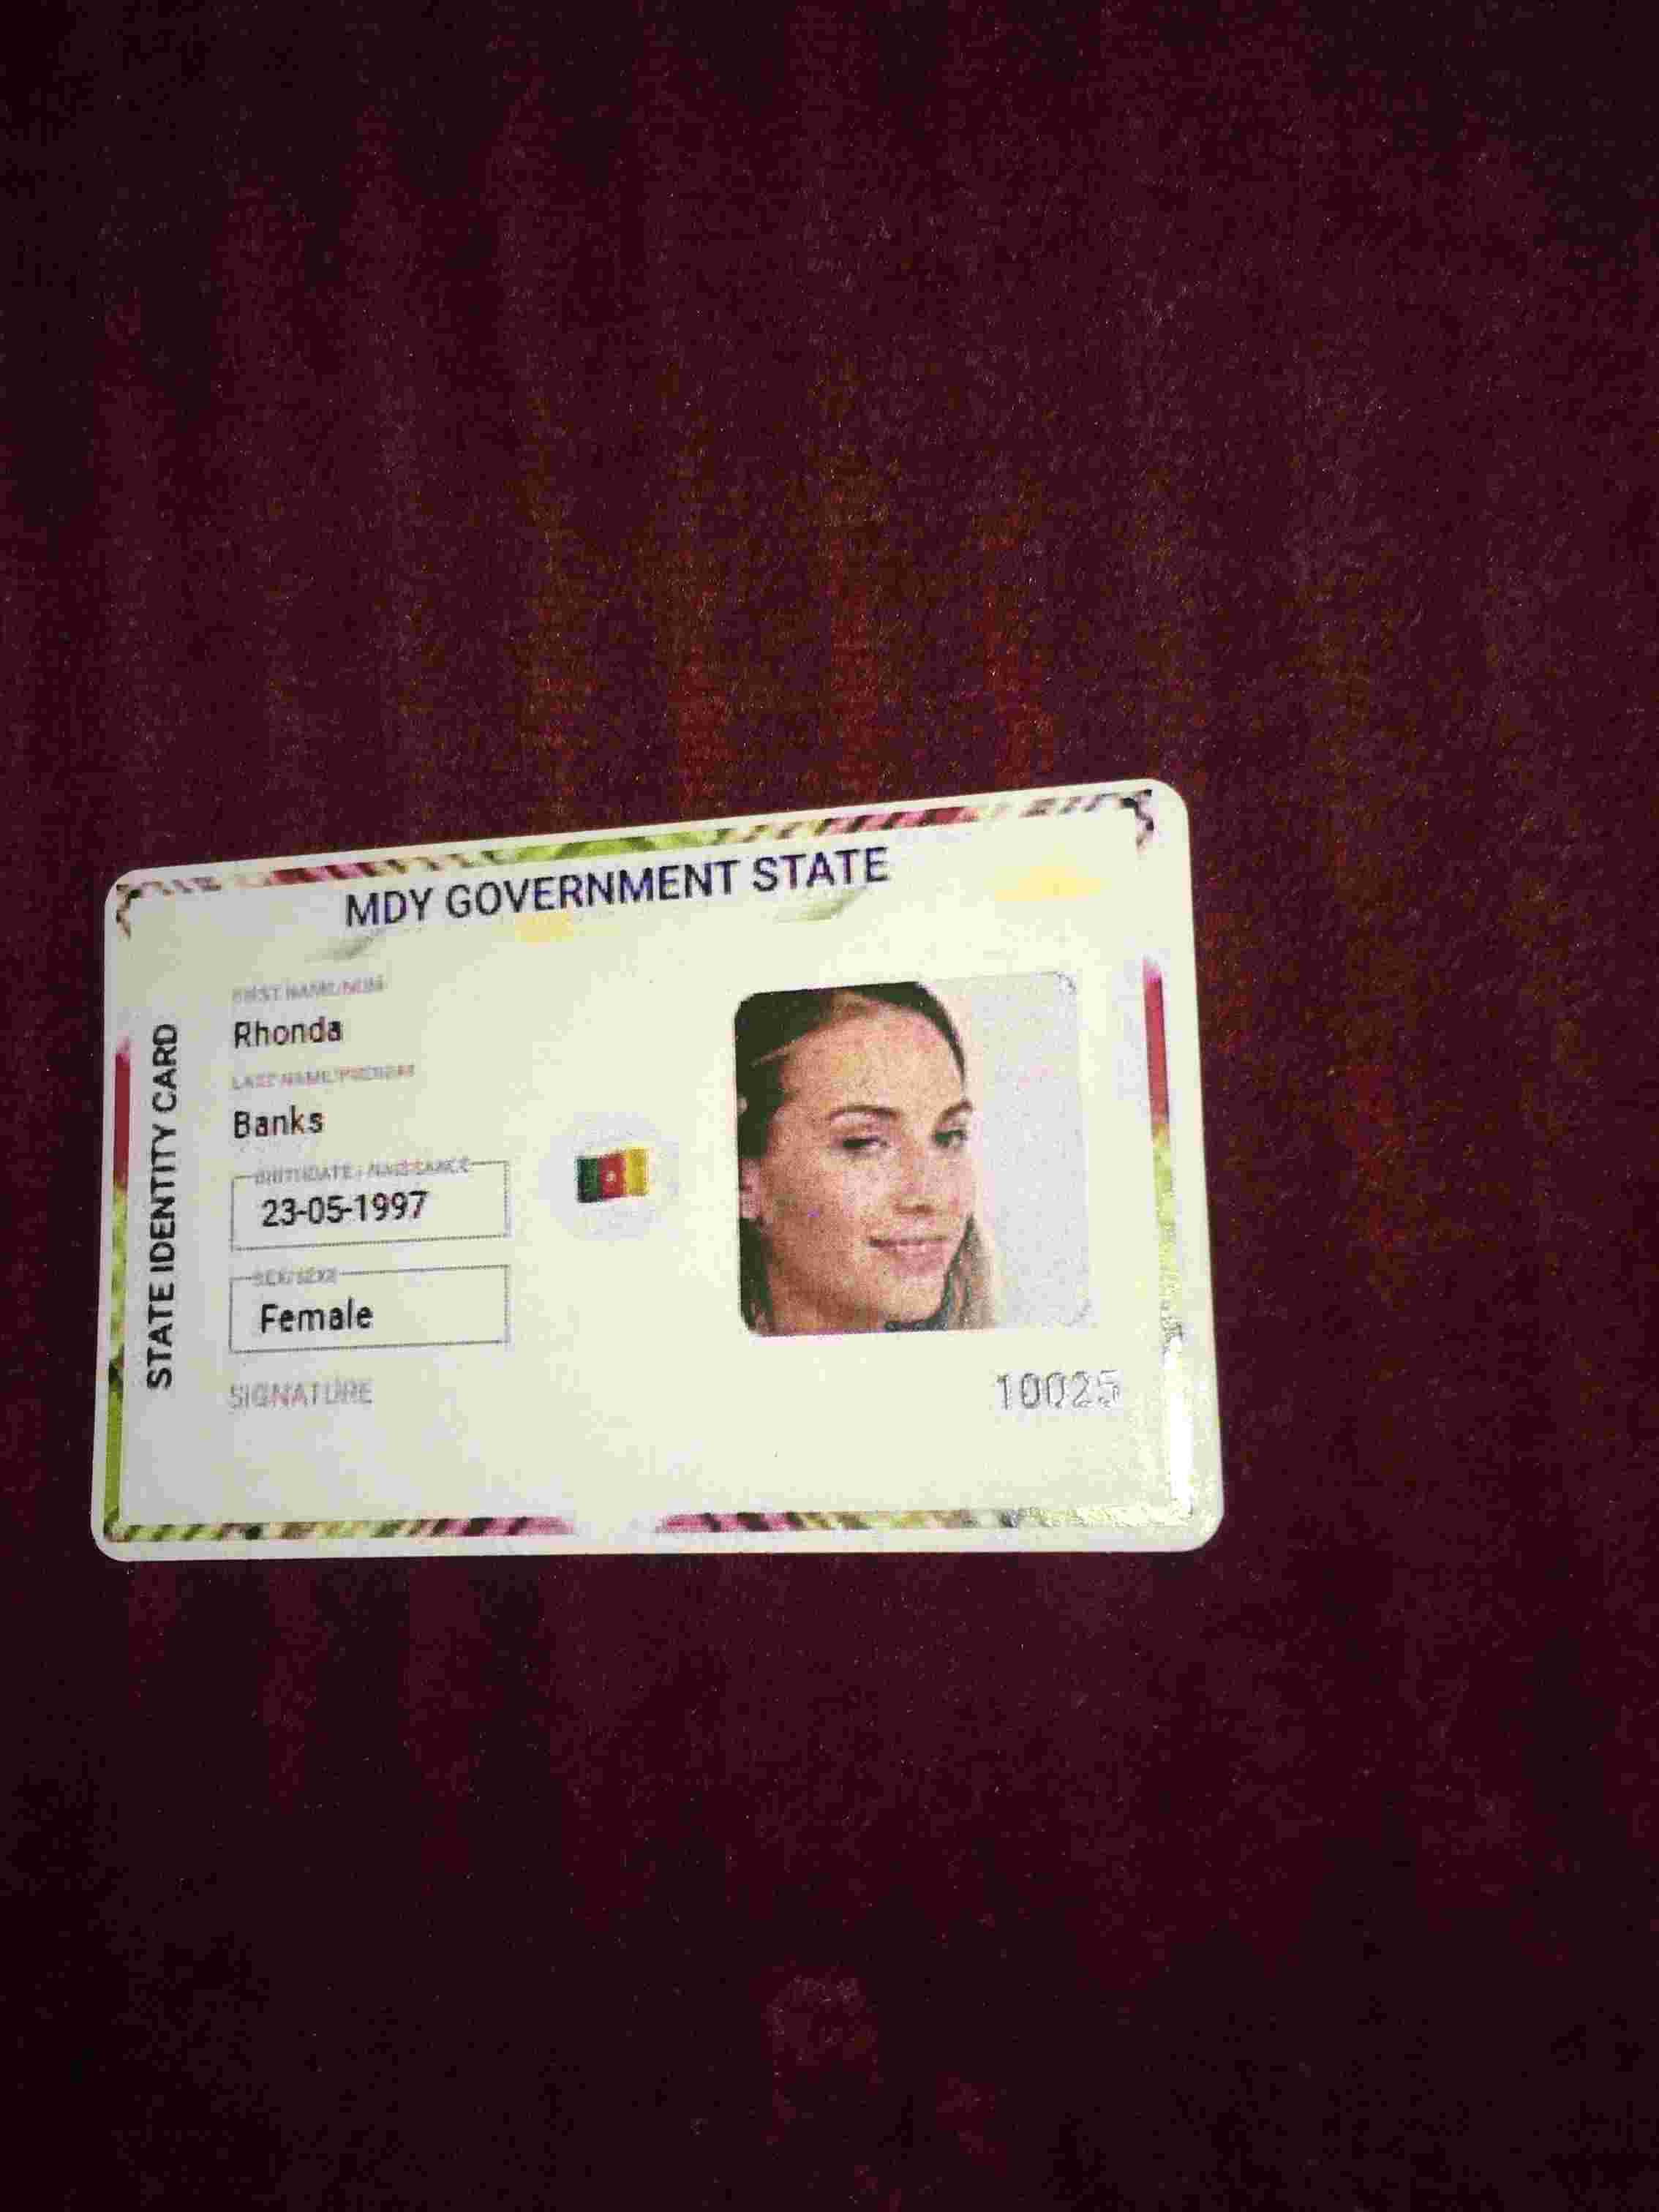 MDY GOVERNMENT STATE
STATE IDENTITY CARD
FIRST NAME/NOM
Rhonda
LAST NAME/PRENOM
Banks
BIRTHDATE / NAISSANCE
23-05-1997
SEX/SEXE
Female
SIGNATURE
10025